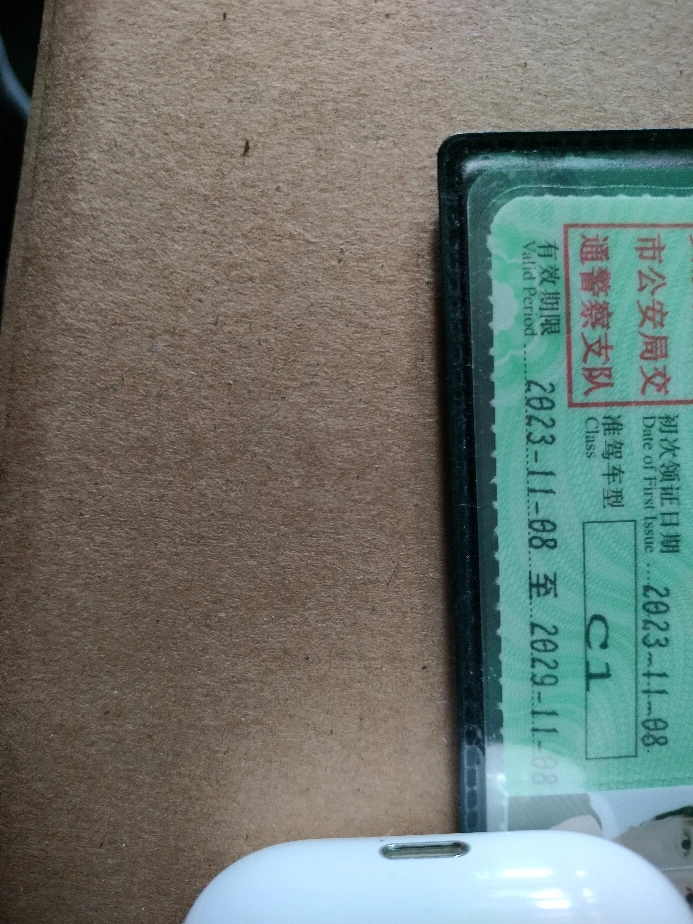 初次领证日期
Date of First Issue
2023-11-08
市公安局交
通警察支队
准驾车型
Class
C1
有效期限
Valid Period
2023-11-08 至 2029-11-08